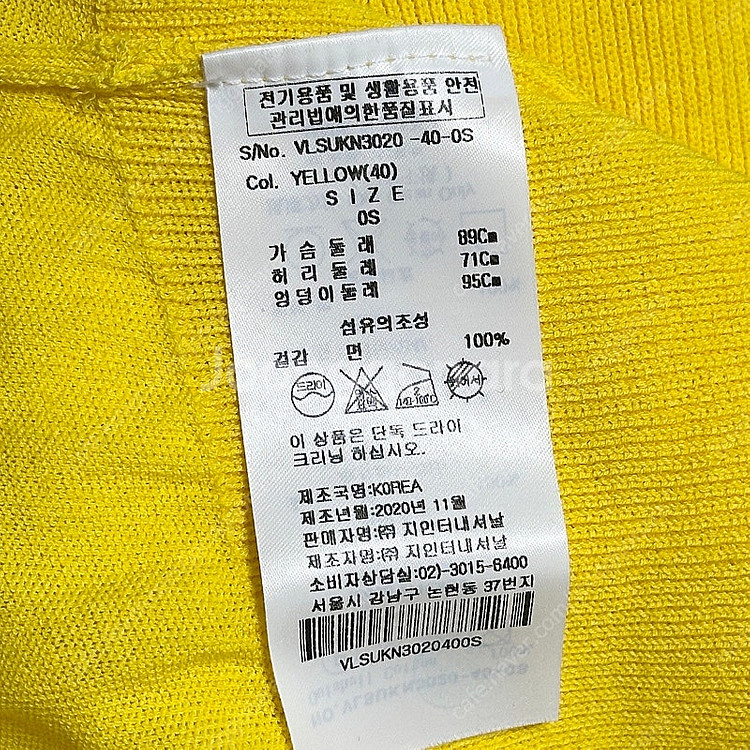 전기용품 및 생활용품 안전
관리법에의한품질표시
S/No. VLSUKN3020 -40-0S
Col. YELLOW(40)
SIZE
0S
가슴둘레 89Cm
허리둘레 71Cm
엉덩이둘레 95Cm
섬유의조성
겉감 면 100%
드라이
이 상품은 단독 드라이
크리닝 하십시오.
제조국명:KOREA
제조년월:2020년 11월
판매자명:㈜ 지인터내셔날
제조자명:㈜ 지인터내셔날
소비자상담실:02)-3015-6400
서울시 강남구 논현동 37번지
VLSUKN3020400S